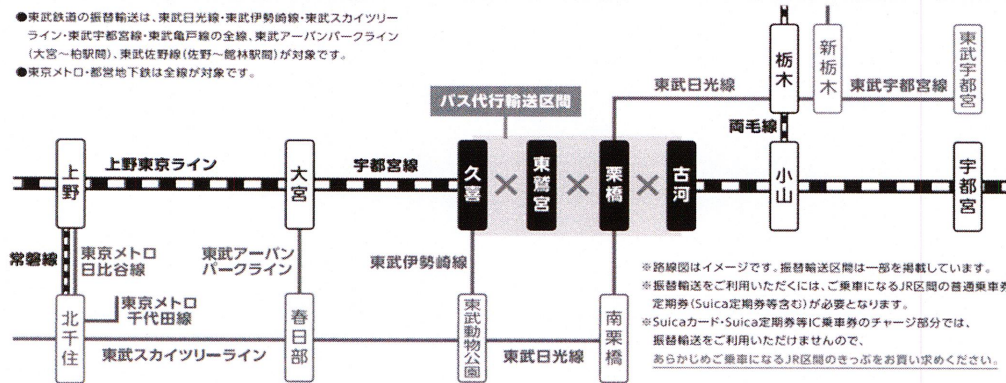 ●東武鉄道の振替輸送は、東武日光線・東武伊勢崎線・東武スカイツリー
ライン・東武宇都宮線・東武亀戸線の全線、東武アーバンパークライン
(大宮～柏駅間)、東武佐野線(佐野～館林駅間)が対象です。
●東京メトロ・都営地下鉄は全線が対象です。
バス代行輸送区間
東武日光線
栃木
新栃木
東武宇都宮線
東武宇都宮
両毛線
上野
上野東京ライン
大宮
宇都宮線
久喜
東鷲宮
栗橋
古河
小山
宇都宮
常磐線
東京メトロ
日比谷線
東武アーバン
パークライン
東武伊勢崎線
東京メトロ
千代田線
北千住
東武スカイツリーライン
春日部
東武動物公園
東武日光線
南栗橋
※路線図はイメージです。振替輸送区間は一部を掲載しています。
※振替輸送をご利用いただくには、ご乗車になるJR区間の普通乗車券
定期券(Suica定期券等含む)が必要となります。
※Suicaカード・Suica定期券等IC乗車券のチャージ部分では、
振替輸送をご利用いただけませんので、
あらかじめご乗車になるJR区間のきっぷをお買い求めください。